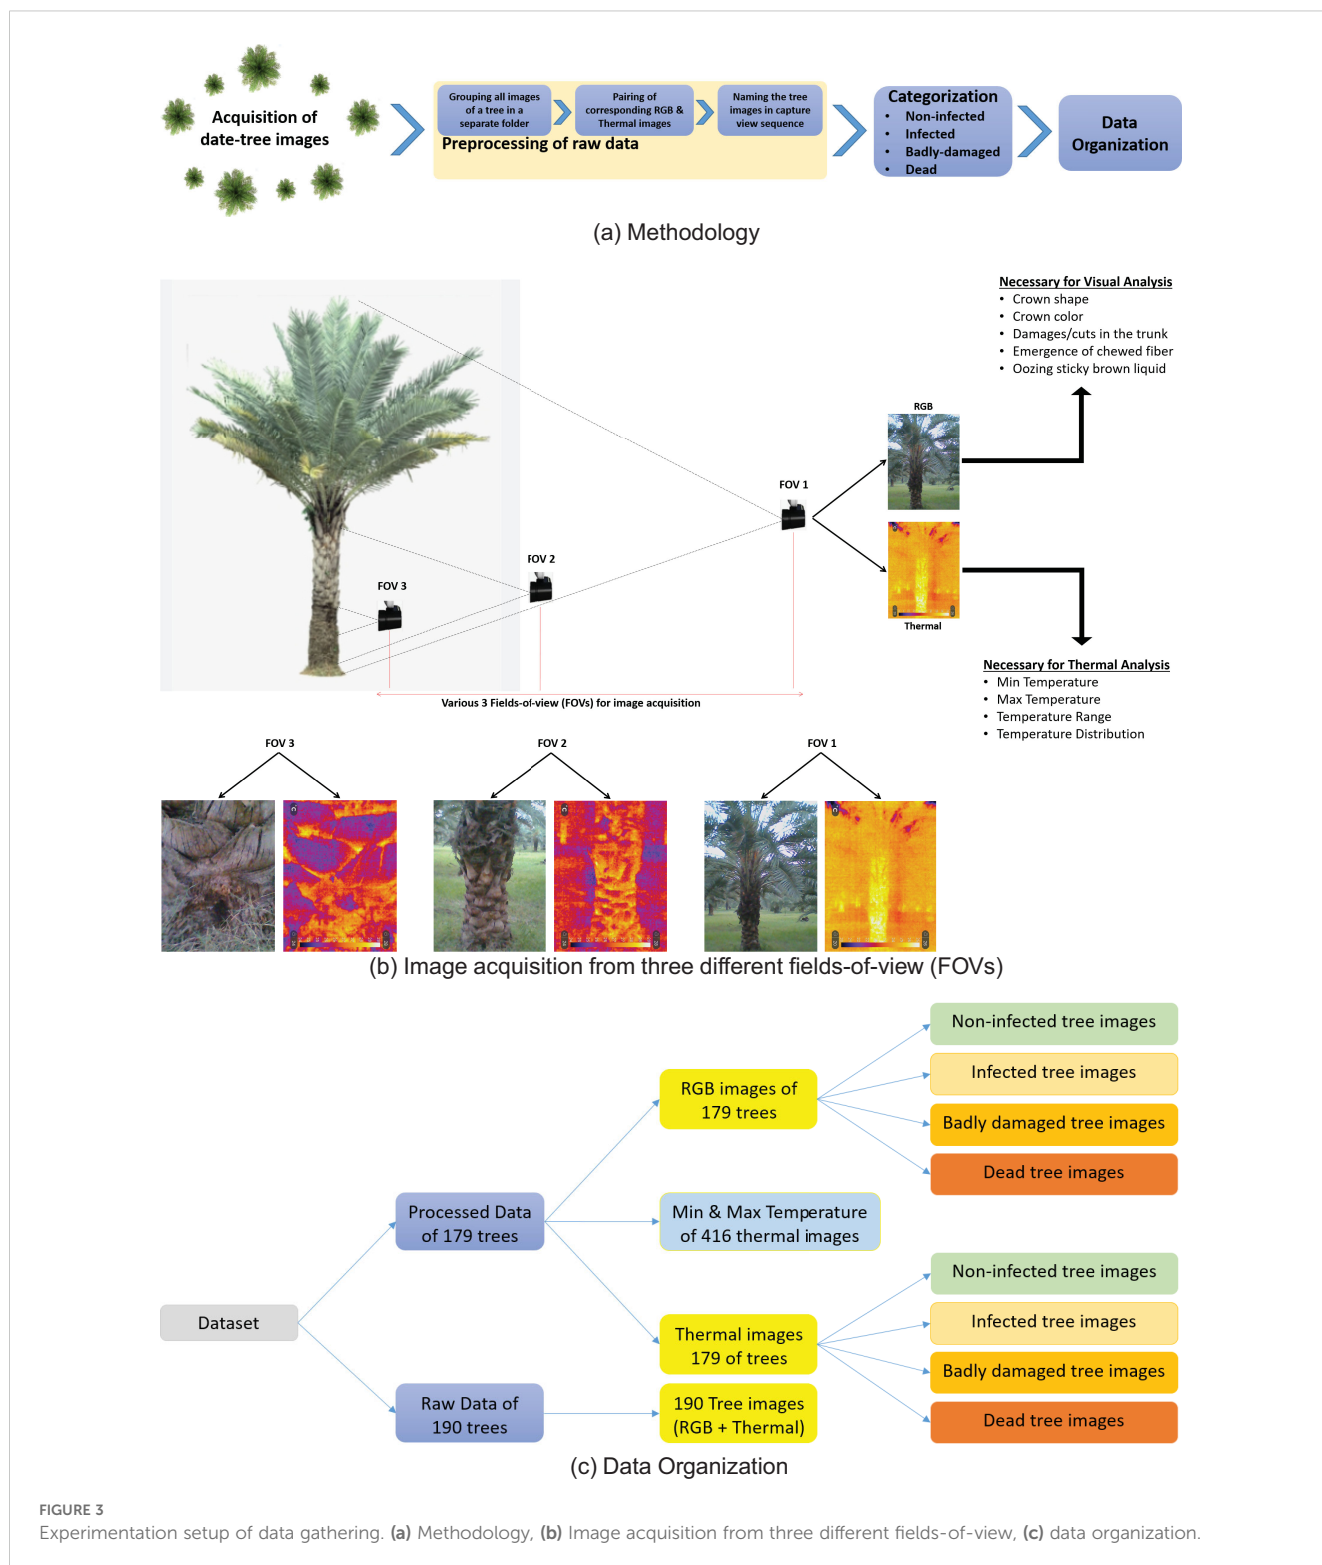 Acquisition of
date-tree images
Grouping all images
of a tree in a
separate folder
Pairing of
corresponding RGB &
Thermal images
Naming the tree
images in capture
view sequence
Preprocessing of raw data
Categorization
• Non-infected
• Infected
• Badly-damaged
• Dead
Data
Organization
(a) Methodology
Necessary for Visual Analysis
• Crown shape
• Crown color
• Damages/cuts in the trunk
• Emergence of chewed fiber
• Oozing sticky brown liquid
RGB
FOV 1
FOV 2
FOV 3
Thermal
Necessary for Thermal Analysis
• Min Temperature
• Max Temperature
• Temperature Range
• Temperature Distribution
Various 3 Fields-of-view (FOVs) for image acquisition
FOV 3
FOV 2
FOV 1
(b) Image acquisition from three different fields-of-view (FOVs)
Non-infected tree images
Infected tree images
Badly damaged tree images
Dead tree images
RGB images of
179 trees
Processed Data
of 179 trees
Min & Max Temperature
of 416 thermal images
Dataset
Thermal images
179 of trees
Non-infected tree images
Infected tree images
Badly damaged tree images
Dead tree images
Raw Data of
190 trees
190 Tree images
(RGB + Thermal)
(c) Data Organization
FIGURE 3
Experimentation setup of data gathering. (a) Methodology, (b) Image acquisition from three different fields-of-view, (c) data organization.